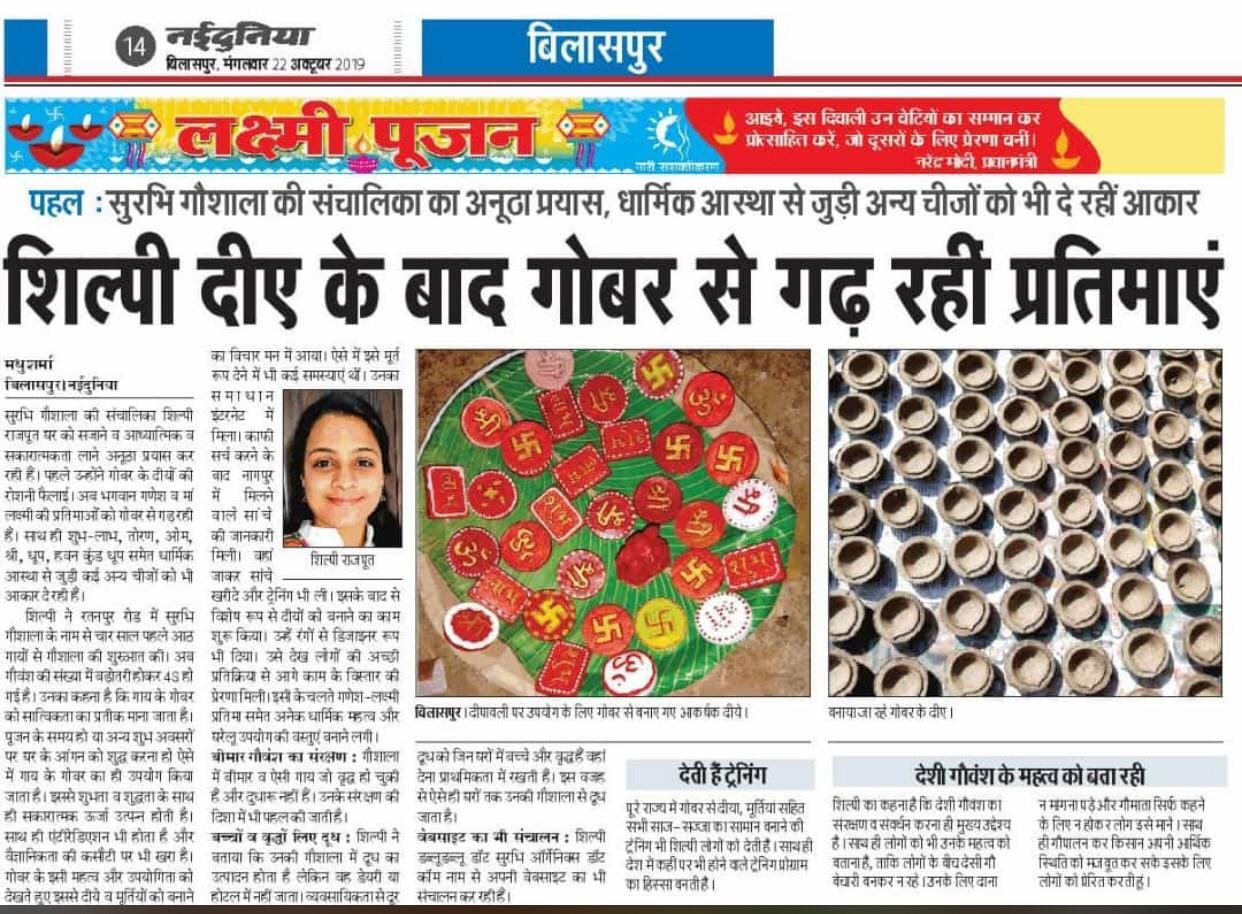 14
नईदुनिया
बिलासपुर, मंगलवार 22 अक्टूबर 2019
बिलासपुर
लक्ष्मी पूजन
नारी सशक्तीकरण
आइये, इस दिवाली उन बेटियों का सम्मान कर
प्रोत्साहित करें, जो दूसरों के लिए प्रेरणा बनीं।
नरेंद्र मोदी, प्रधानमंत्री
पहल : सुरभि गौशाला की संचालिका का अनूठा प्रयास, धार्मिक आस्था से जुड़ी अन्य चीजों को भी दे रहीं आकार
शिल्पी दीए के बाद गोबर से गढ़ रहीं प्रतिमाएं
मधु शर्मा
बिलासपुर। नईदुनिया
सुरभि गौशाला की संचालिका शिल्पी
राजपूत घर को सजाने व आध्यात्मिक व
सकारात्मकता लाने अनूठा प्रयास कर
रही हैं। पहले उन्होंने गोबर के दीयों की
रोशनी फैलाई। अब भगवान गणेश व मां
लक्ष्मी की प्रतिमाओं को गोबर से गढ़ रही
हैं। साथ ही शुभ-लाभ, तोरण, ओम,
श्री, धूप, हवन कुंड धूप समेत धार्मिक
आस्था से जुड़ी कई अन्य चीजों को भी
आकार दे रही हैं।
शिल्पी ने रतनपुर रोड में सुरभि
गौशाला के नाम से चार साल पहले आठ
गायों से गौशाला की शुरुआत की। अब
गौवंश की संख्या में बढ़ोतरी होकर 45 हो
गई है। उनका कहना है कि गाय के गोबर
को सात्विकता का प्रतीक माना जाता है।
पूजन के समय हो या अन्य शुभ अवसरों
पर घर के आंगन को शुद्ध करना हो ऐसे
में गाय के गोबर का ही उपयोग किया
जाता है। इससे शुभता व शुद्धता के साथ
ही सकारात्मक ऊर्जा उत्पन्न होती है।
साथ ही एंटीरेडिएशन भी होता है और
वैज्ञानिकता की कसौटी पर भी खरा है।
गोबर के इसी महत्व और उपयोगिता को
देखते हुए इससे दीये व मूर्तियों को बनाने
का विचार मन में आया। ऐसे में इसे मूर्त
रूप देने में भी कई समस्याएं थीं। उनका
समाधान
इंटरनेट में
मिला। काफी
सर्च करने के
बाद नागपुर
में मिलने
वाले सांचे
की जानकारी
मिली। वहां
जाकर सांचे
खरीदे और ट्रेनिंग भी ली। इसके बाद से
विशेष रूप से दीयों को बनाने का काम
शुरू किया। उन्हें रंगों से डिजाइनर रूप
भी दिया। उसे देख लोगों की अच्छी
प्रतिक्रिया से आगे काम के विस्तार की
प्रेरणा मिली। इसी के चलते गणेश-लक्ष्मी
प्रतिमा समेत अनेक धार्मिक महत्व और
घरेलू उपयोग की वस्तुएं बनाने लगी।
बीमार गौवंश का संरक्षण : गौशाला
में बीमार व ऐसी गाय जो वृद्ध हो चुकी
है और दुधारू नहीं हैं। उनके संरक्षण की
दिशा में भी पहल की जाती है।
बच्चों व वृद्धों लिए दूध : शिल्पी ने
बताया कि उनकी गौशाला में दूध का
उत्पादन होता है लेकिन वह डेयरी या
होटल में नहीं जाता। व्यवसायिकता से दूर
शिल्पी राजपूत
बिलासपुर। दीपावली पर उपयोग के लिए गोबर से बनाए गए आकर्षक दीये।
बनाया जा रहे गोबर के दीए।
दूध को जिन घरों में बच्चे और वृद्ध हैं वहां
देना प्राथमिकता में रखती है। इस वजह
से ऐसे ही घरों तक उनकी गौशाला से दूध
जाता है।
वेबसाइट का भी संचालन : शिल्पी
डब्लूडब्लू डॉट सुरभि ऑर्गेनिक्स डॉट
कॉम नाम से अपनी वेबसाइट का भी
संचालन कर रही हैं।
देती हैं ट्रेनिंग
पूरे राज्य में गोबर से दीया, मूर्तियां सहित
सभी साज-सज्जा का सामान बनाने की
ट्रेनिंग भी शिल्पी लोगों को देती हैं। साथ ही
देश में कहीं पर भी होने वाले ट्रेनिंग प्रोग्राम
का हिस्सा बनती हैं।
देशी गौवंश के महत्व को बता रही
शिल्पी का कहना है कि देशी गौवंश का
संरक्षण व संवर्धन करना ही मुख्य उद्देश्य
है। साथ ही लोगों को भी उनके महत्व को
बताना है, ताकि लोगों के बीच देसी गौ
बेचारी बनकर न रहे। उनके लिए दाना
न मांगना पड़े और गौमाता सिर्फ कहने
के लिए न होकर लोग इसे माने। साथ
ही गौपालन कर किसान अपनी आर्थिक
स्थिति को मजबूत कर सके इसके लिए
लोगों को प्रेरित करती हूं।